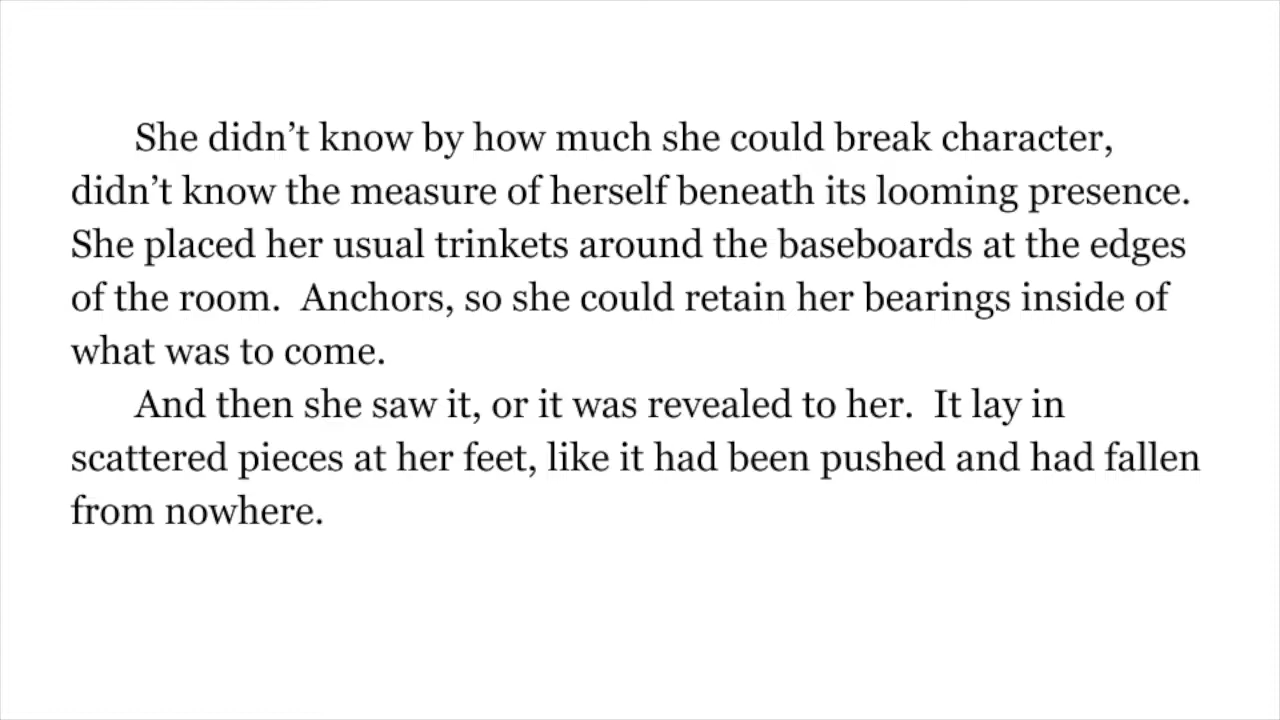 She didn’t know by how much she could break character,
didn’t know the measure of herself beneath its looming presence.
She placed her usual trinkets around the baseboards at the edges
of the room.  Anchors, so she could retain her bearings inside of
what was to come.
And then she saw it, or it was revealed to her.  It lay in
scattered pieces at her feet, like it had been pushed and had fallen
from nowhere.